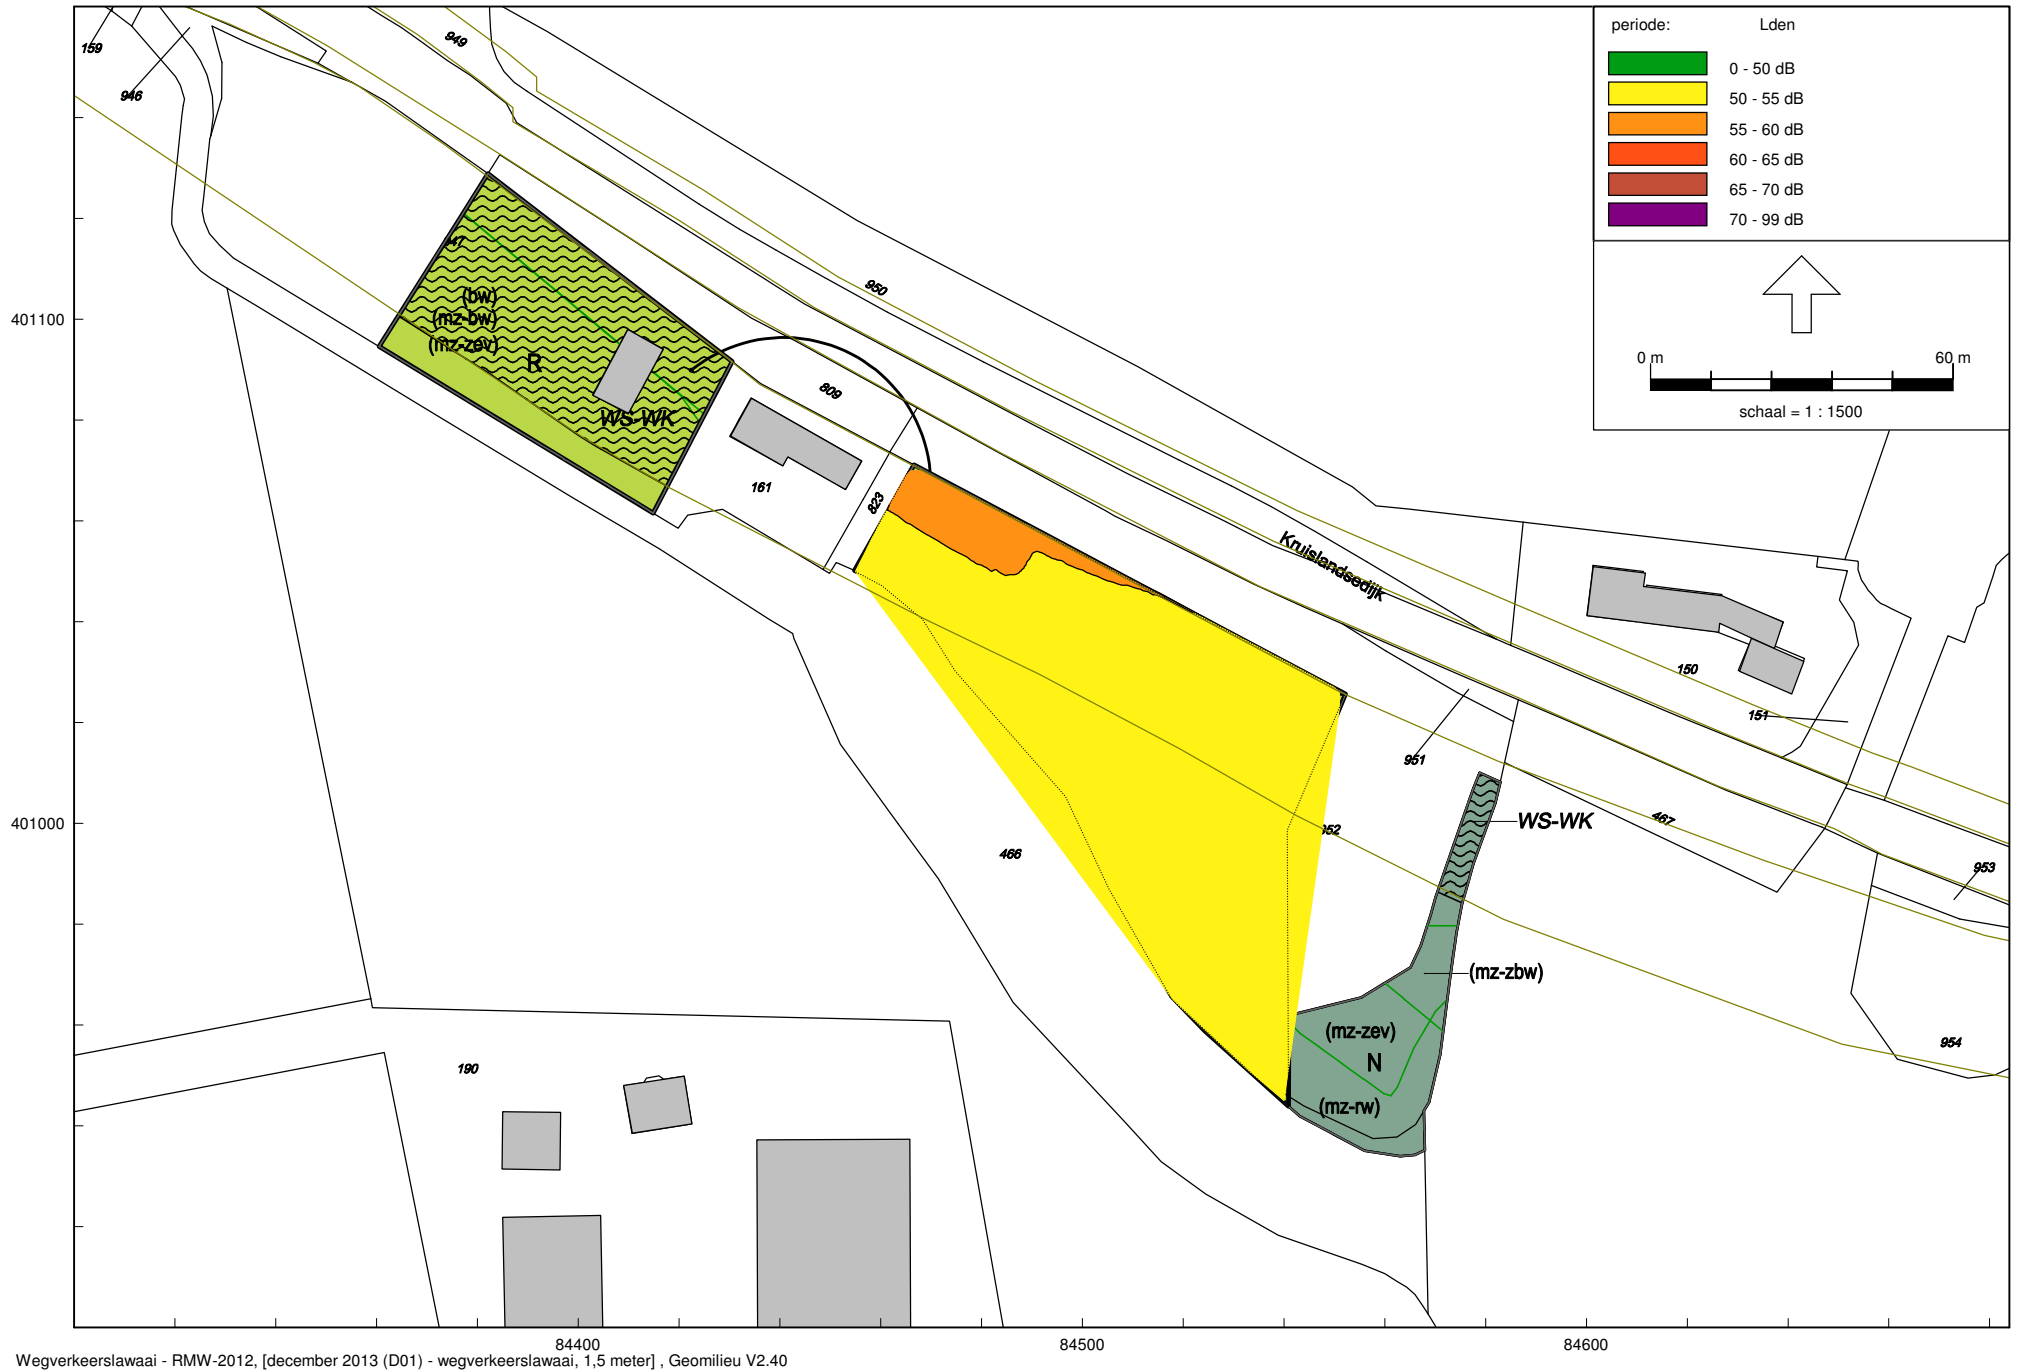 periode: Lden
0 - 50 dB
50 - 55 dB
55 - 60 dB
60 - 65 dB
65 - 70 dB
70 - 99 dB
0 m 60 m
schaal = 1 : 1500
159
946
949
950
47
(bw)
(mz-bw)
(mz-zev)
R
WS-WK
809
161
823
Kruislandsedijk
150
151
951
952
WS-WK
467
466
953
(mz-zbw)
(mz-zev)
N
(mz-rw)
954
190
401100
401000
84400 84500 84600
Wegverkeerslawaai - RMW-2012, [december 2013 (D01) - wegverkeerslawaai, 1,5 meter] , Geomilieu V2.40